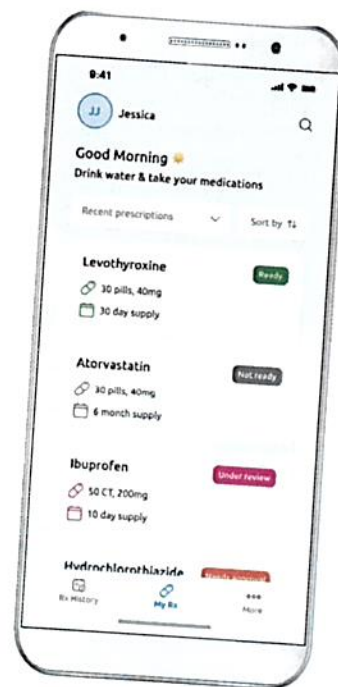 9:41
JJ
Jessica
Good Morning
Drink water & take your medications
Recent prescriptions
Sort by
Levothyroxine
Ready
30 pills, 40mg
30 day supply
Atorvastatin
Not ready
30 pills, 40mg
6 month supply
Ibuprofen
Under review
50 CT, 200mg
10 day supply
Hydrochlorothiazide
Needs approval
Rx History
My Rx
More